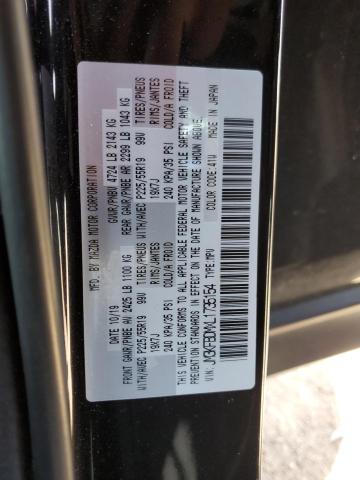 MFD. BY MAZDA MOTOR CORPORATION
GVWR/PNBV 4724 LB 2143 KG
DATE 10/19
FRONT GAWR/PNBE AV 2425 LB 1100 KG
REAR GAWR/PNBE AR 2299 LB 1043 KG
WITH/AVEC P225/55R19 99V TIRES/PNEUS
WITH/AVEC P225/55R19 99V TIRES/PNEUS
19X7J RIMS/JANTES
19X7J RIMS/JANTES
240 KPA/35 PSI COLD/A FROID
240 KPA/35 PSI COLD/A FROID
THIS VEHICLE CONFORMS TO ALL APPLICABLE FEDERAL MOTOR VEHICLE SAFETY AND THEFT
PREVENTION STANDARDS IN EFFECT ON THE DATE OF MANUFACTURE SHOWN ABOVE.
VIN: TYPE:MPV COLOR CODE:41W MADE IN JAPAN